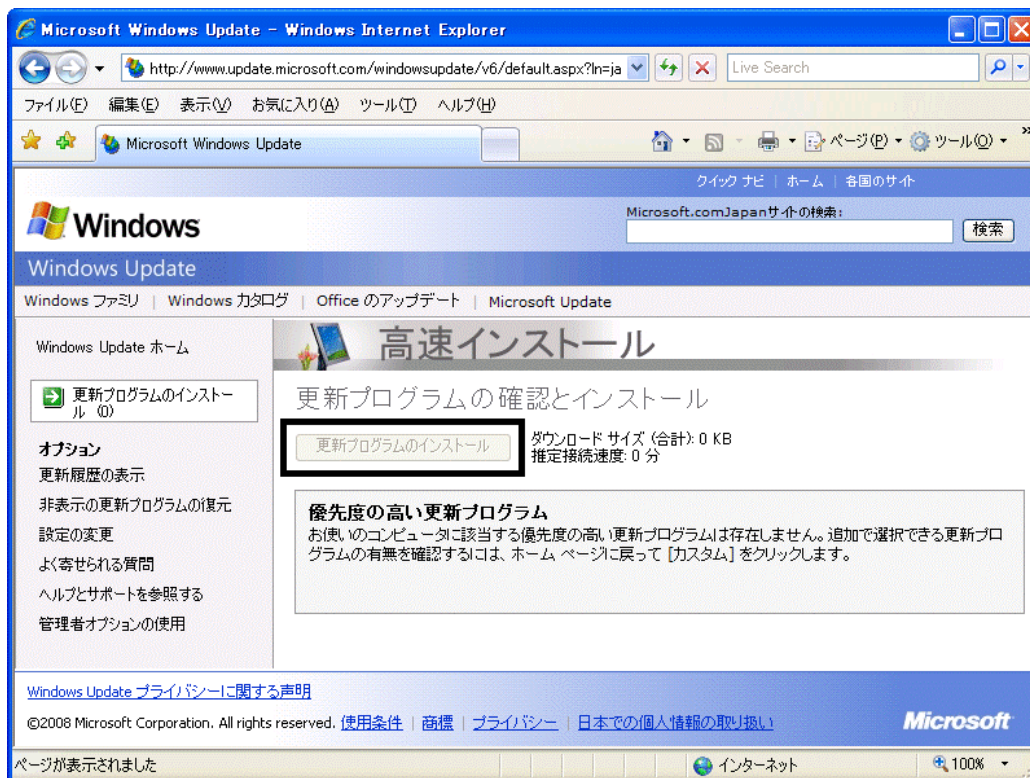 Microsoft Windows Update - Windows Internet Explorer
http://www.update.microsoft.com/windowsupdate/v6/default.aspx?ln=ja
Live Search
ファイル(F) 編集(E) 表示(V) お気に入り(A) ツール(T) ヘルプ(H)
Microsoft Windows Update
ページ(P) ツール(O) »
クイック ナビ | ホーム | 各国のサイト
Windows
Microsoft.comJapanサイトの検索:
検索
Windows Update
Windows ファミリ | Windows カタログ | Office のアップデート | Microsoft Update
Windows Update ホーム
更新プログラムのインストー
ル (0)
オプション
更新履歴の表示
非表示の更新プログラムの復元
設定の変更
よく寄せられる質問
ヘルプとサポートを参照する
管理者オプションの使用
高速インストール
更新プログラムの確認とインストール
更新プログラムのインストール
ダウンロード サイズ (合計): 0 KB
推定接続速度: 0 分
優先度の高い更新プログラム
お使いのコンピュータに該当する優先度の高い更新プログラムは存在しません。追加で選択できる更新プロ
グラムの有無を確認するには、ホーム ページに戻って [カスタム] をクリックします。
Windows Update プライバシーに関する声明
©2008 Microsoft Corporation. All rights reserved. 使用条件 | 商標 | プライバシー | 日本での個人情報の取り扱い
Microsoft
ページが表示されました
インターネット
100%